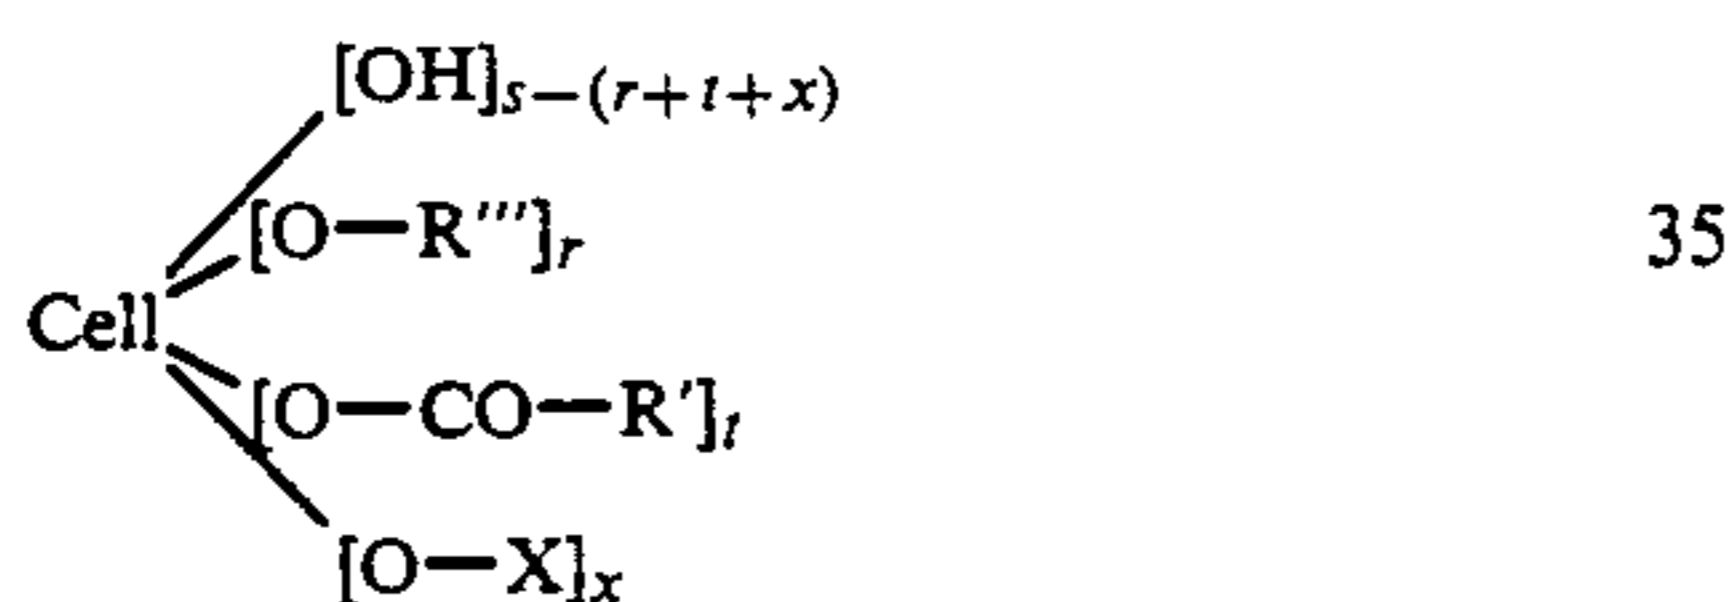 [OH]s−(r+t+x)
[O—R''']r 35
Cell
[O—CO—R']t
[O—X]x